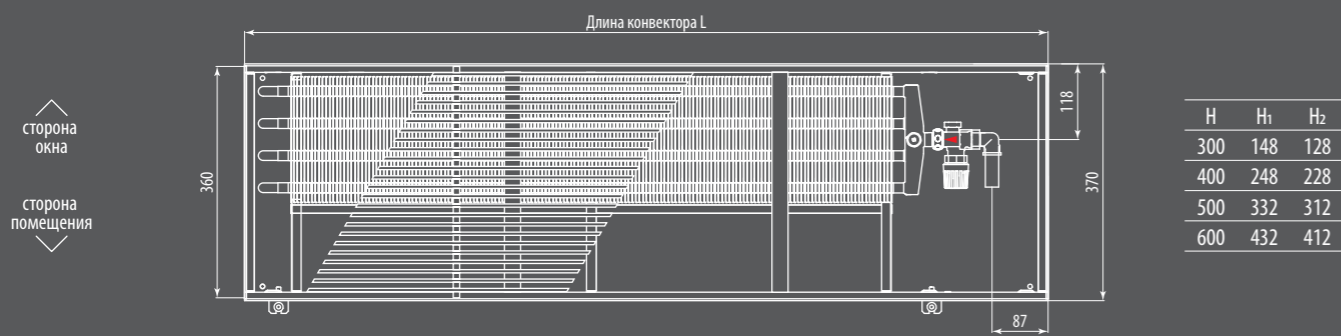 Длина конвектора L
сторона
окна
сторона
помещения
360
118
370
87
H H₁ H₂
300 148 128
400 248 228
500 332 312
600 432 412